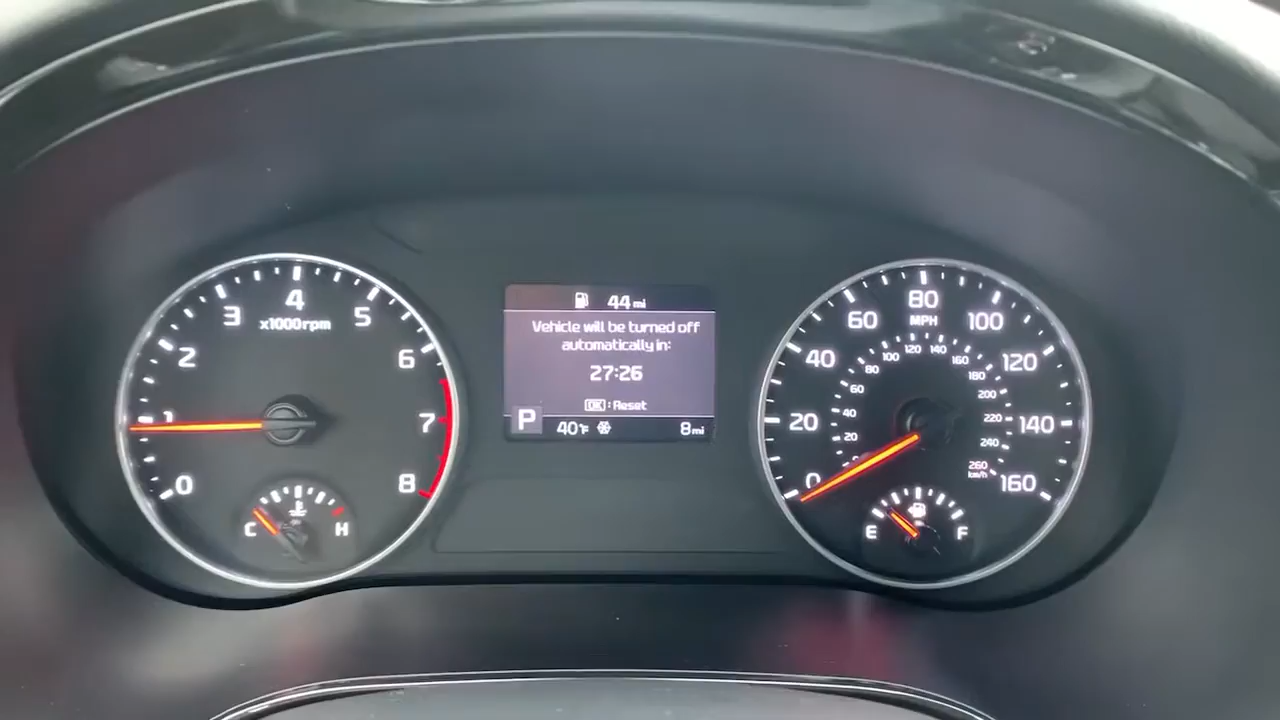 4
3
5
x1000rpm
2
6
1
7
0
8
C
H
44 mi
Vehicle will be turned off
automatically in:
27:26
OK : Reset
P
40°F
8 mi
80
MPH
60
100
40
120
20
140
0
160
120
140
100
160
80
180
60
200
40
220
20
240
260
km/h
E
F